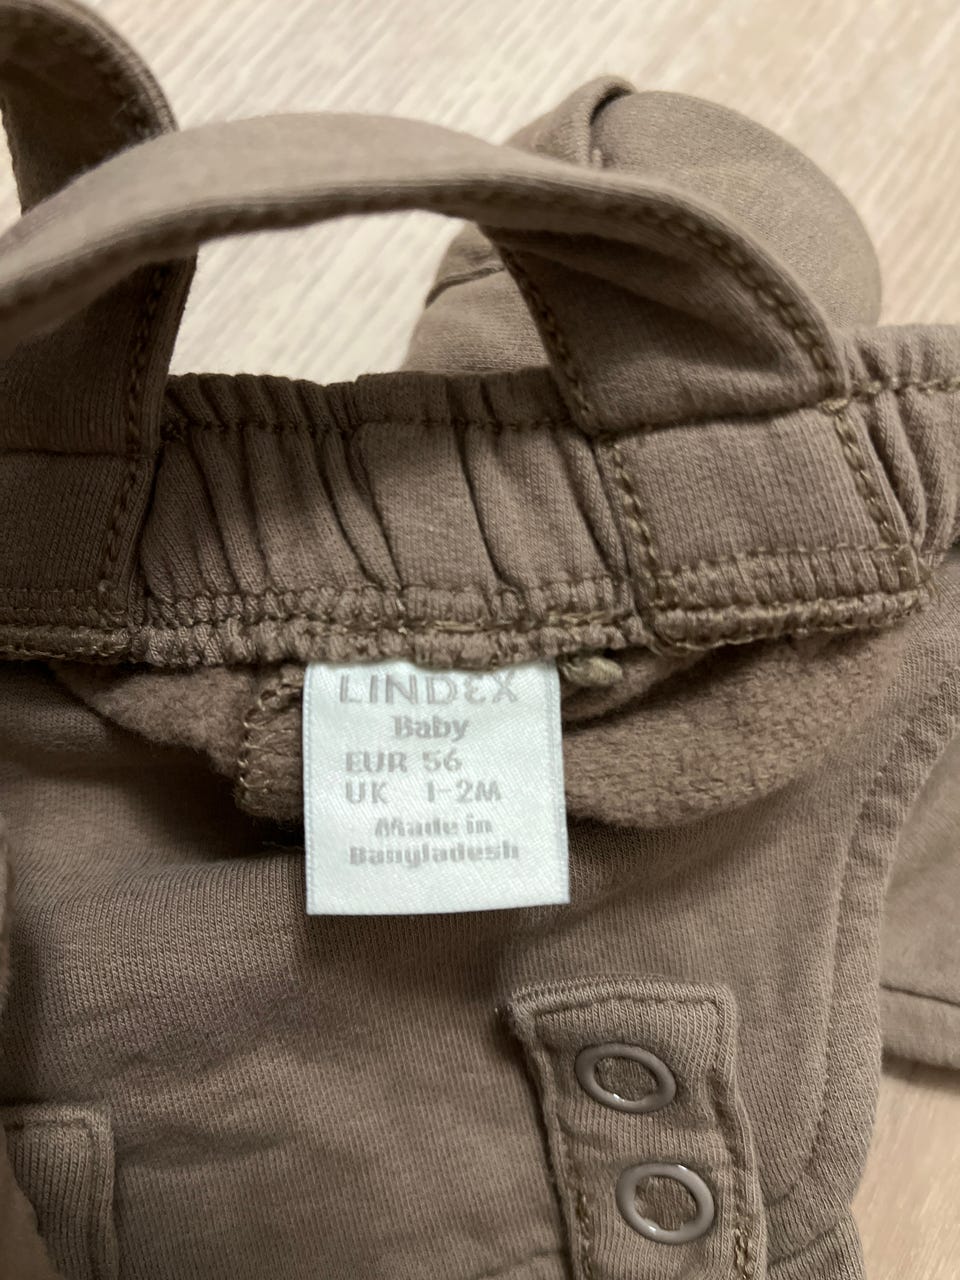 LINDEX
Baby
EUR 56
UK 1-2M
Made in
Bangladesh